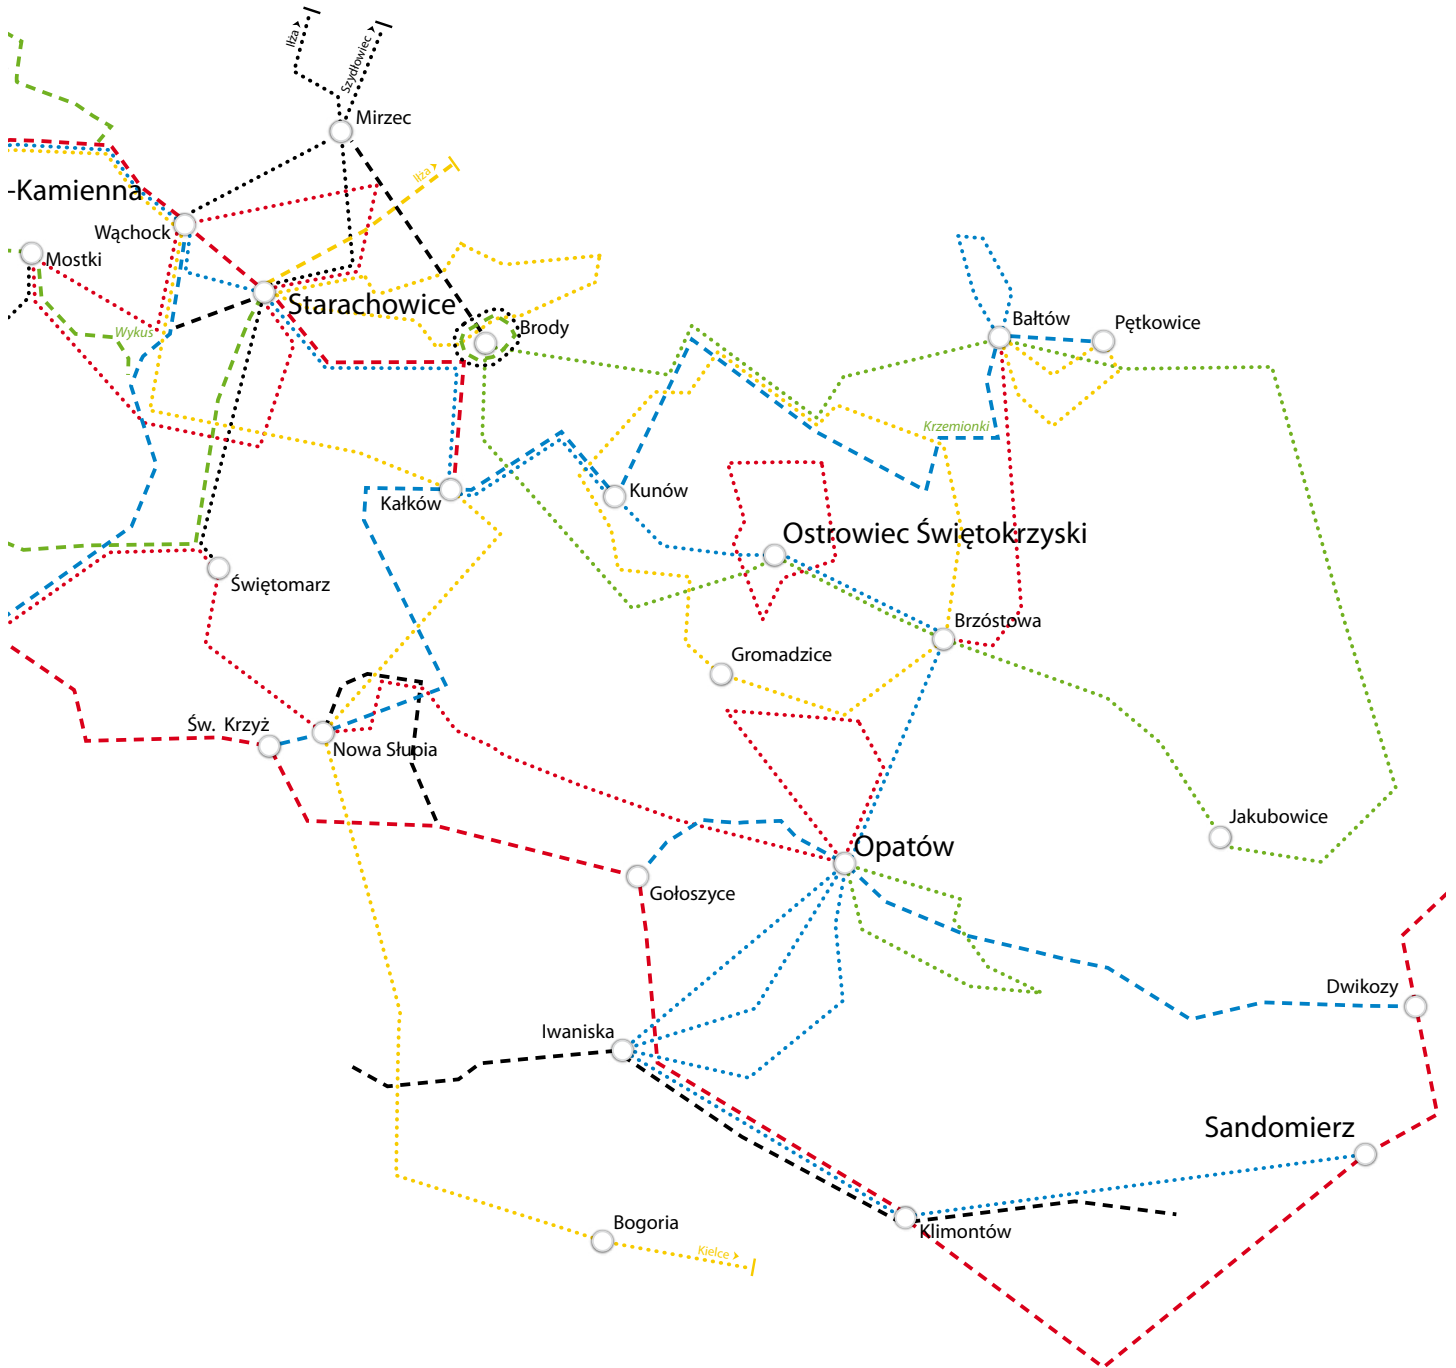 Iłża >
Szydłowiec >
Mirzec
Iłża >
-Kamienna
Wąchock
Mostki
Starachowice
Wykus
Brody
Bałtów
Pętkowice
Krzemionki
Kałków
Kunów
Ostrowiec Świętokrzyski
Świętomarz
Brzóstowa
Gromadzice
Św. Krzyż
Nowa Słupia
Jakubowice
Opatów
Gołoszyce
Dwikozy
Iwaniska
Sandomierz
Bogoria
Klimontów
Kielce >